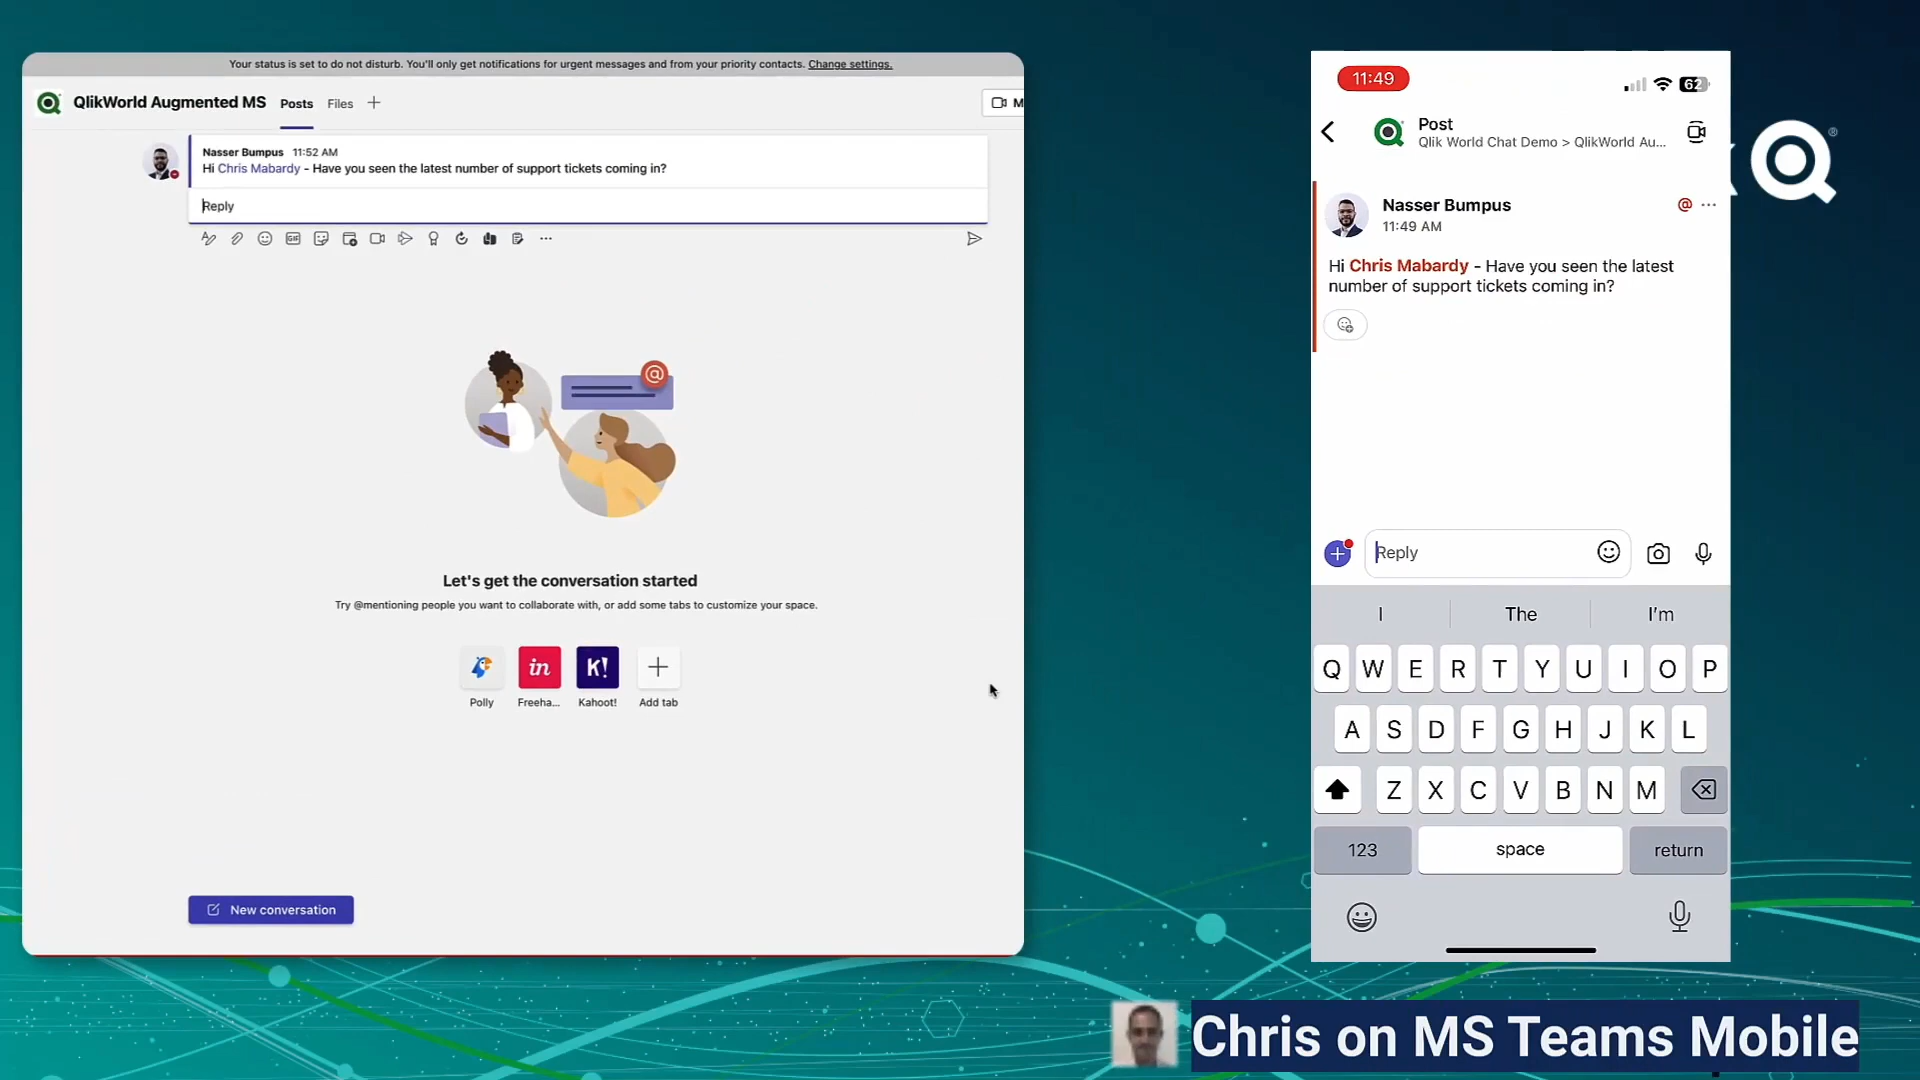 Your status is set to do not disturb. You'll only get notifications for urgent messages and from your priority contacts. Change settings.
QlikWorld Augmented MS Posts Files
M
Nasser Bumpus 11:52 AM
Hi Chris Mabardy - Have you seen the latest number of support tickets coming in?
Reply
GIF
@
Let's get the conversation started
Try @mentioning people you want to collaborate with, or add some tabs to customize your space.
in K!
Polly Freeha... Kahoot! Add tab
New conversation
11:49 62
Post
Qlik World Chat Demo > QlikWorld Au...
Nasser Bumpus @
11:49 AM
Hi Chris Mabardy - Have you seen the latest
number of support tickets coming in?
Reply
I The I'm
Q W E R T Y U I O P
A S D F G H J K L
Z X C V B N M
123 space return
Chris on MS Teams Mobile